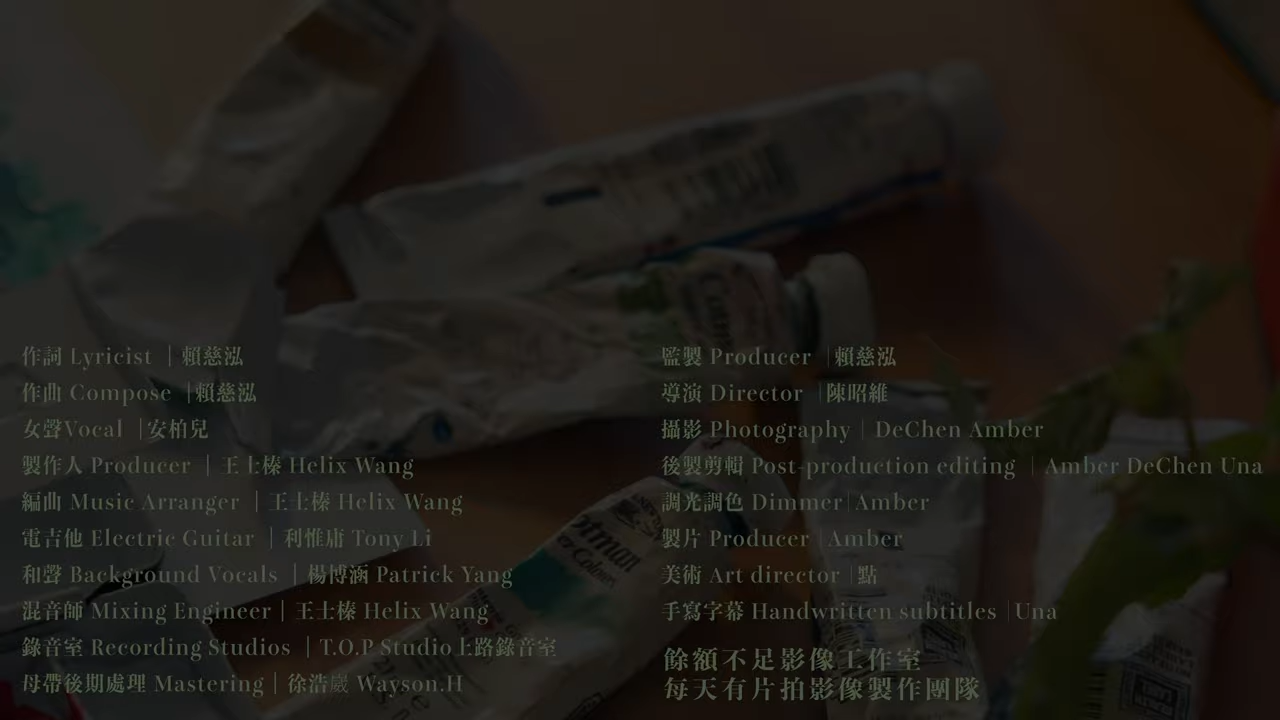 作詞 Lyricist ｜賴慈泓
作曲 Compose ｜賴慈泓
女聲Vocal ｜安柏兒
製作人 Producer ｜王士榛 Helix Wang
編曲 Music Arranger ｜王士榛 Helix Wang
電吉他 Electric Guitar ｜利惟庸 Tony Li
和聲 Background Vocals ｜楊博涵 Patrick Yang
混音師 Mixing Engineer｜王士榛 Helix Wang
錄音室 Recording Studios ｜T.O.P Studio上路錄音室
母帶後期處理 Mastering｜徐浩崴 Wayson.H
監製 Producer ｜賴慈泓
導演 Director ｜陳昭維
攝影 Photography｜DeChen Amber
後製剪輯 Post-production editing ｜Amber DeChen Una
調光調色 Dimmer｜Amber
製片 Producer｜Amber
美術 Art director｜點
手寫字幕 Handwritten subtitles｜Una
餘額不足影像工作室
每天有片拍影像製作團隊